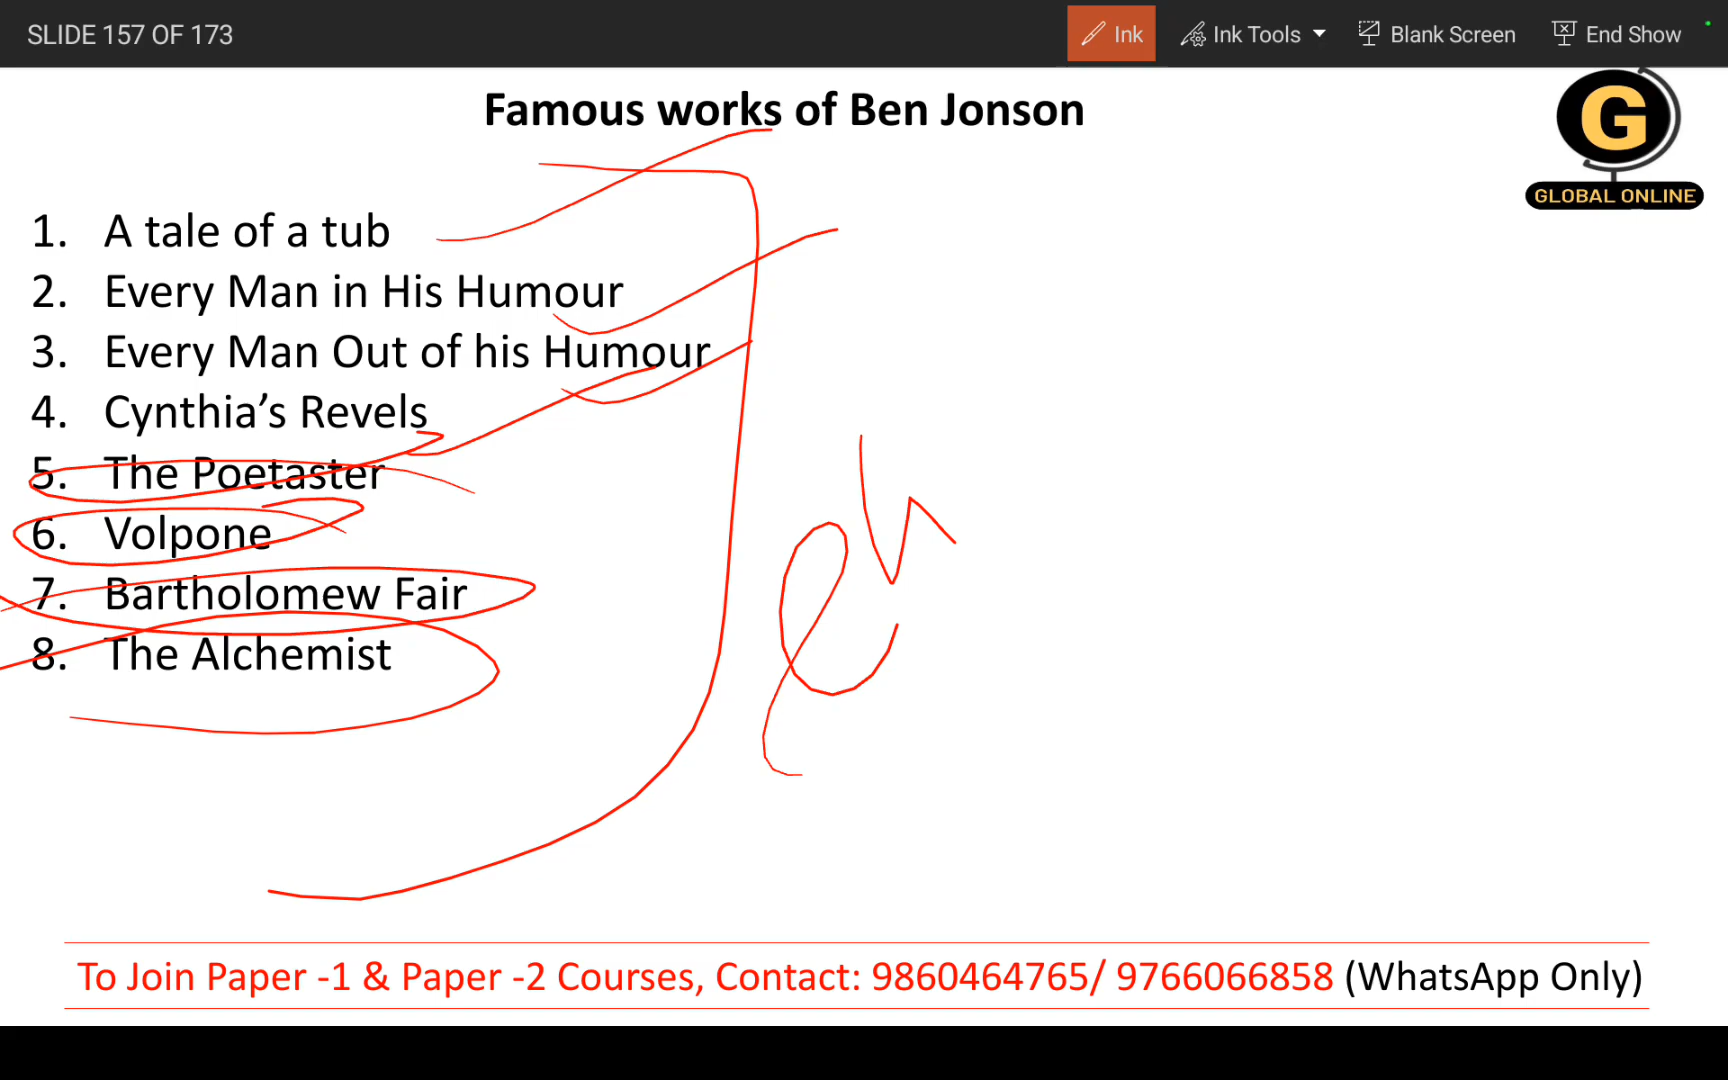 SLIDE 157 OF 173
Ink
Ink Tools
Blank Screen
End Show
Famous works of Ben Jonson
G
GLOBAL ONLINE
1. A tale of a tub
2. Every Man in His Humour
3. Every Man Out of his Humour
4. Cynthia’s Revels
5. The Poetaster
6. Volpone
7. Bartholomew Fair
8. The Alchemist
To Join Paper -1 & Paper -2 Courses, Contact: 9860464765/ 9766066858 (WhatsApp Only)